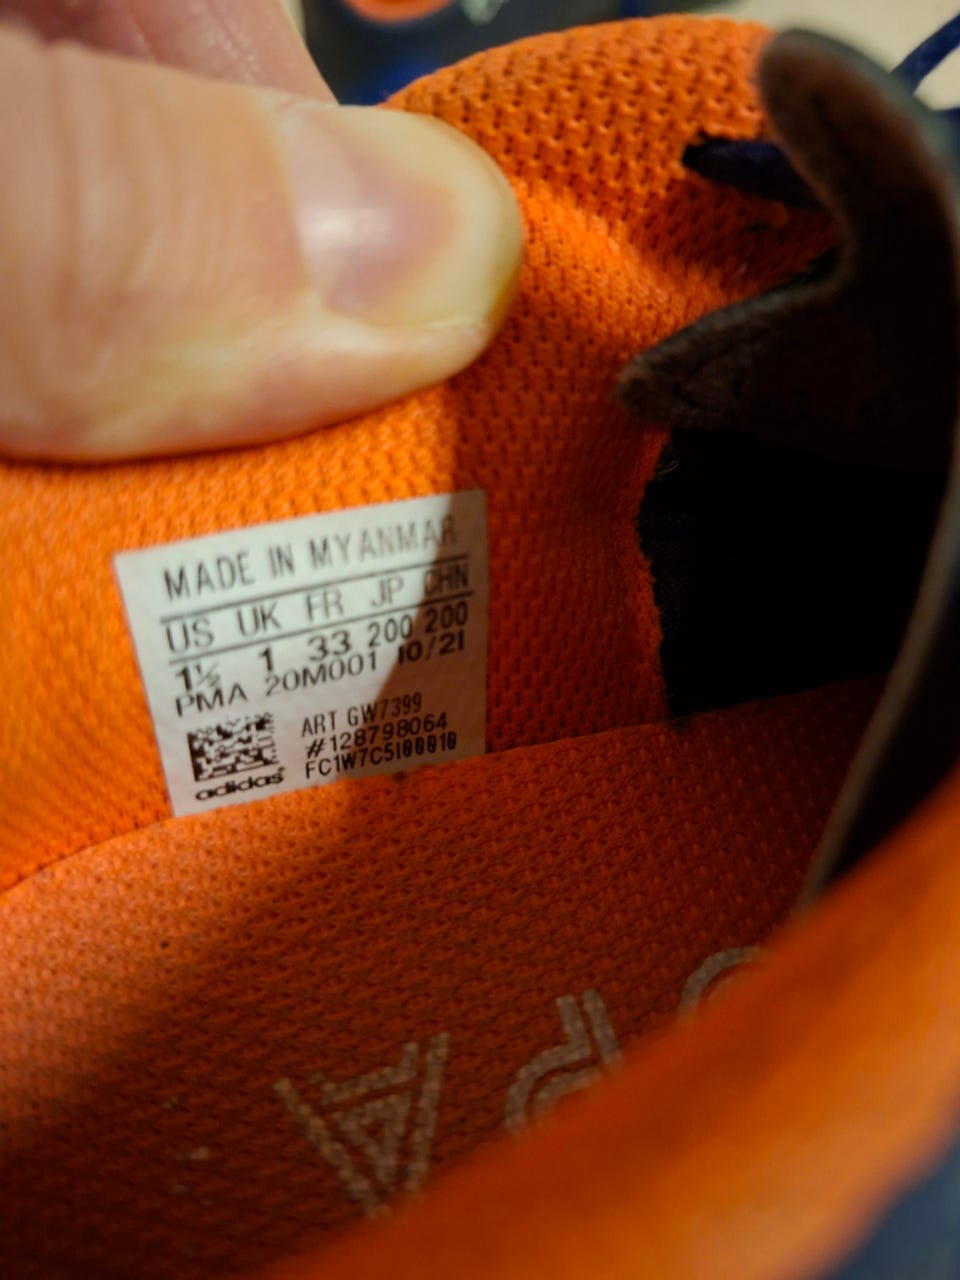 MADE IN MYANMAR
US UK FR JP CHN
1½ 1 33 200 200
PMA 20M001 10/21
ART GW7399
#128798064
FC1W7C5I00010
adidas